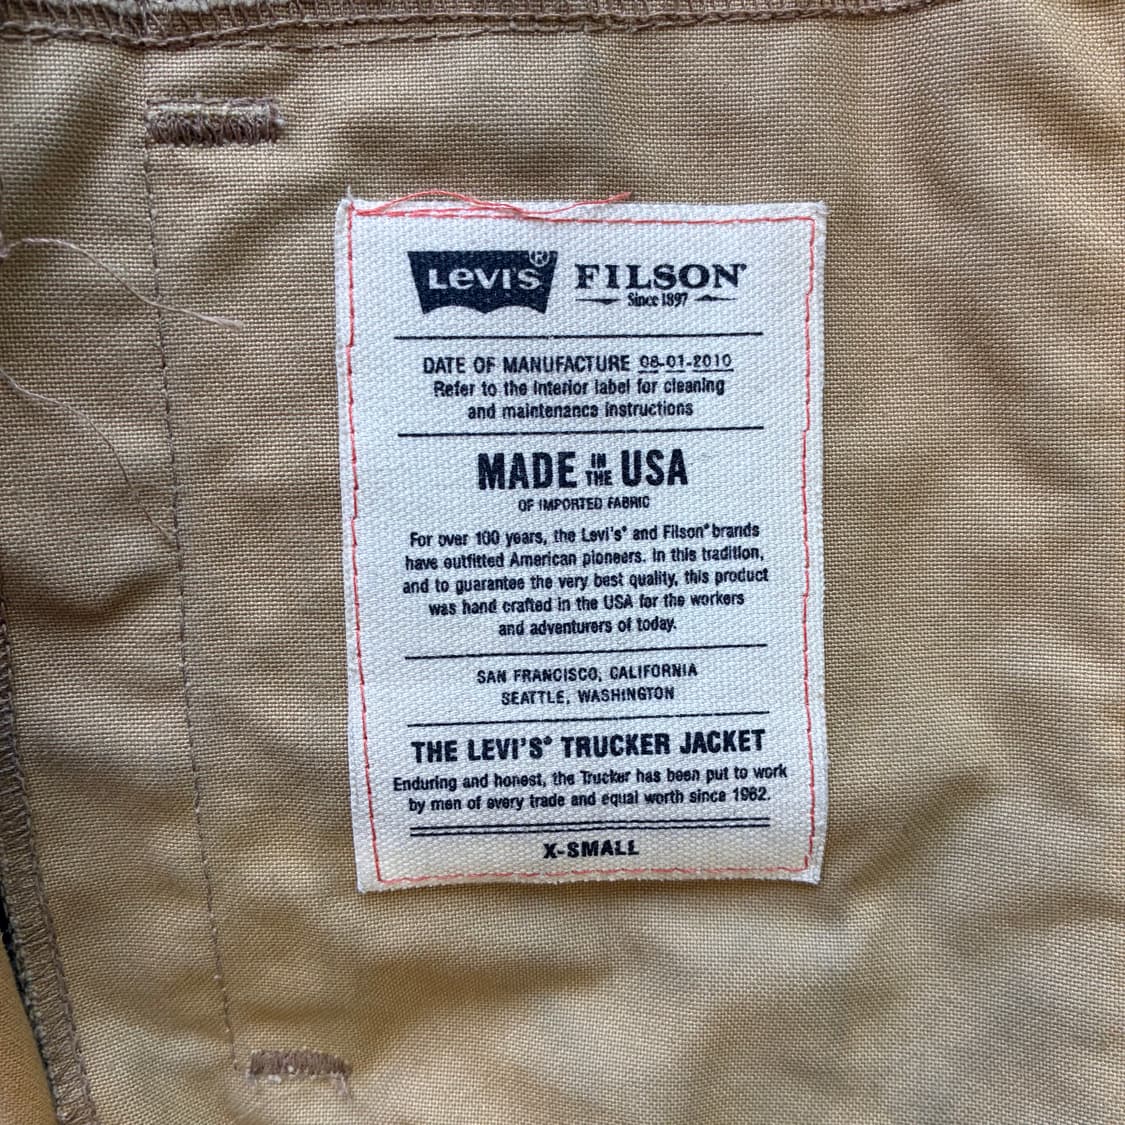 LEVI'S® FILSON®
Since 1897
DATE OF MANUFACTURE 08-01-2010
Refer to the interior label for cleaning
and maintenance instructions
MADE IN THE USA
OF IMPORTED FABRIC
For over 100 years, the Levi's® and Filson® brands
have outfitted American pioneers. In this tradition,
and to guarantee the very best quality, this product
was hand crafted in the USA for the workers
and adventurers of today.
SAN FRANCISCO, CALIFORNIA
SEATTLE, WASHINGTON
THE LEVI'S® TRUCKER JACKET
Enduring and honest, the Trucker has been put to work
by men of every trade and equal worth since 1962.
X-SMALL